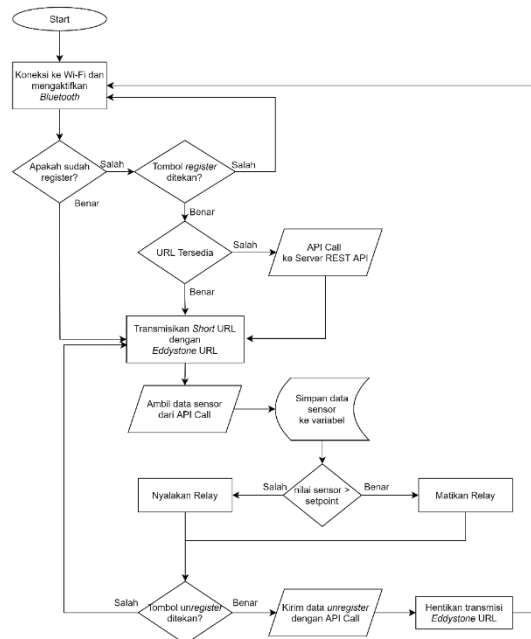 Start
Koneksi ke Wi-Fi dan
mengaktifkan
Bluetooth
Apakah sudah
register?
Salah
Tombol register
ditekan?
Salah
Benar
Benar
URL Tersedia
Salah
API Call
ke Server REST API
Benar
Transmisikan Short URL
dengan
Eddystone URL
Ambil data sensor
dari API Call
Simpan data
sensor
ke variabel
Nyalakan Relay
Salah
nilai sensor >
setpoint
Benar
Matikan Relay
Salah
Tombol unregister
ditekan?
Benar
Kirim data unregister
dengan API Call
Hentikan transmisi
Eddystone URL